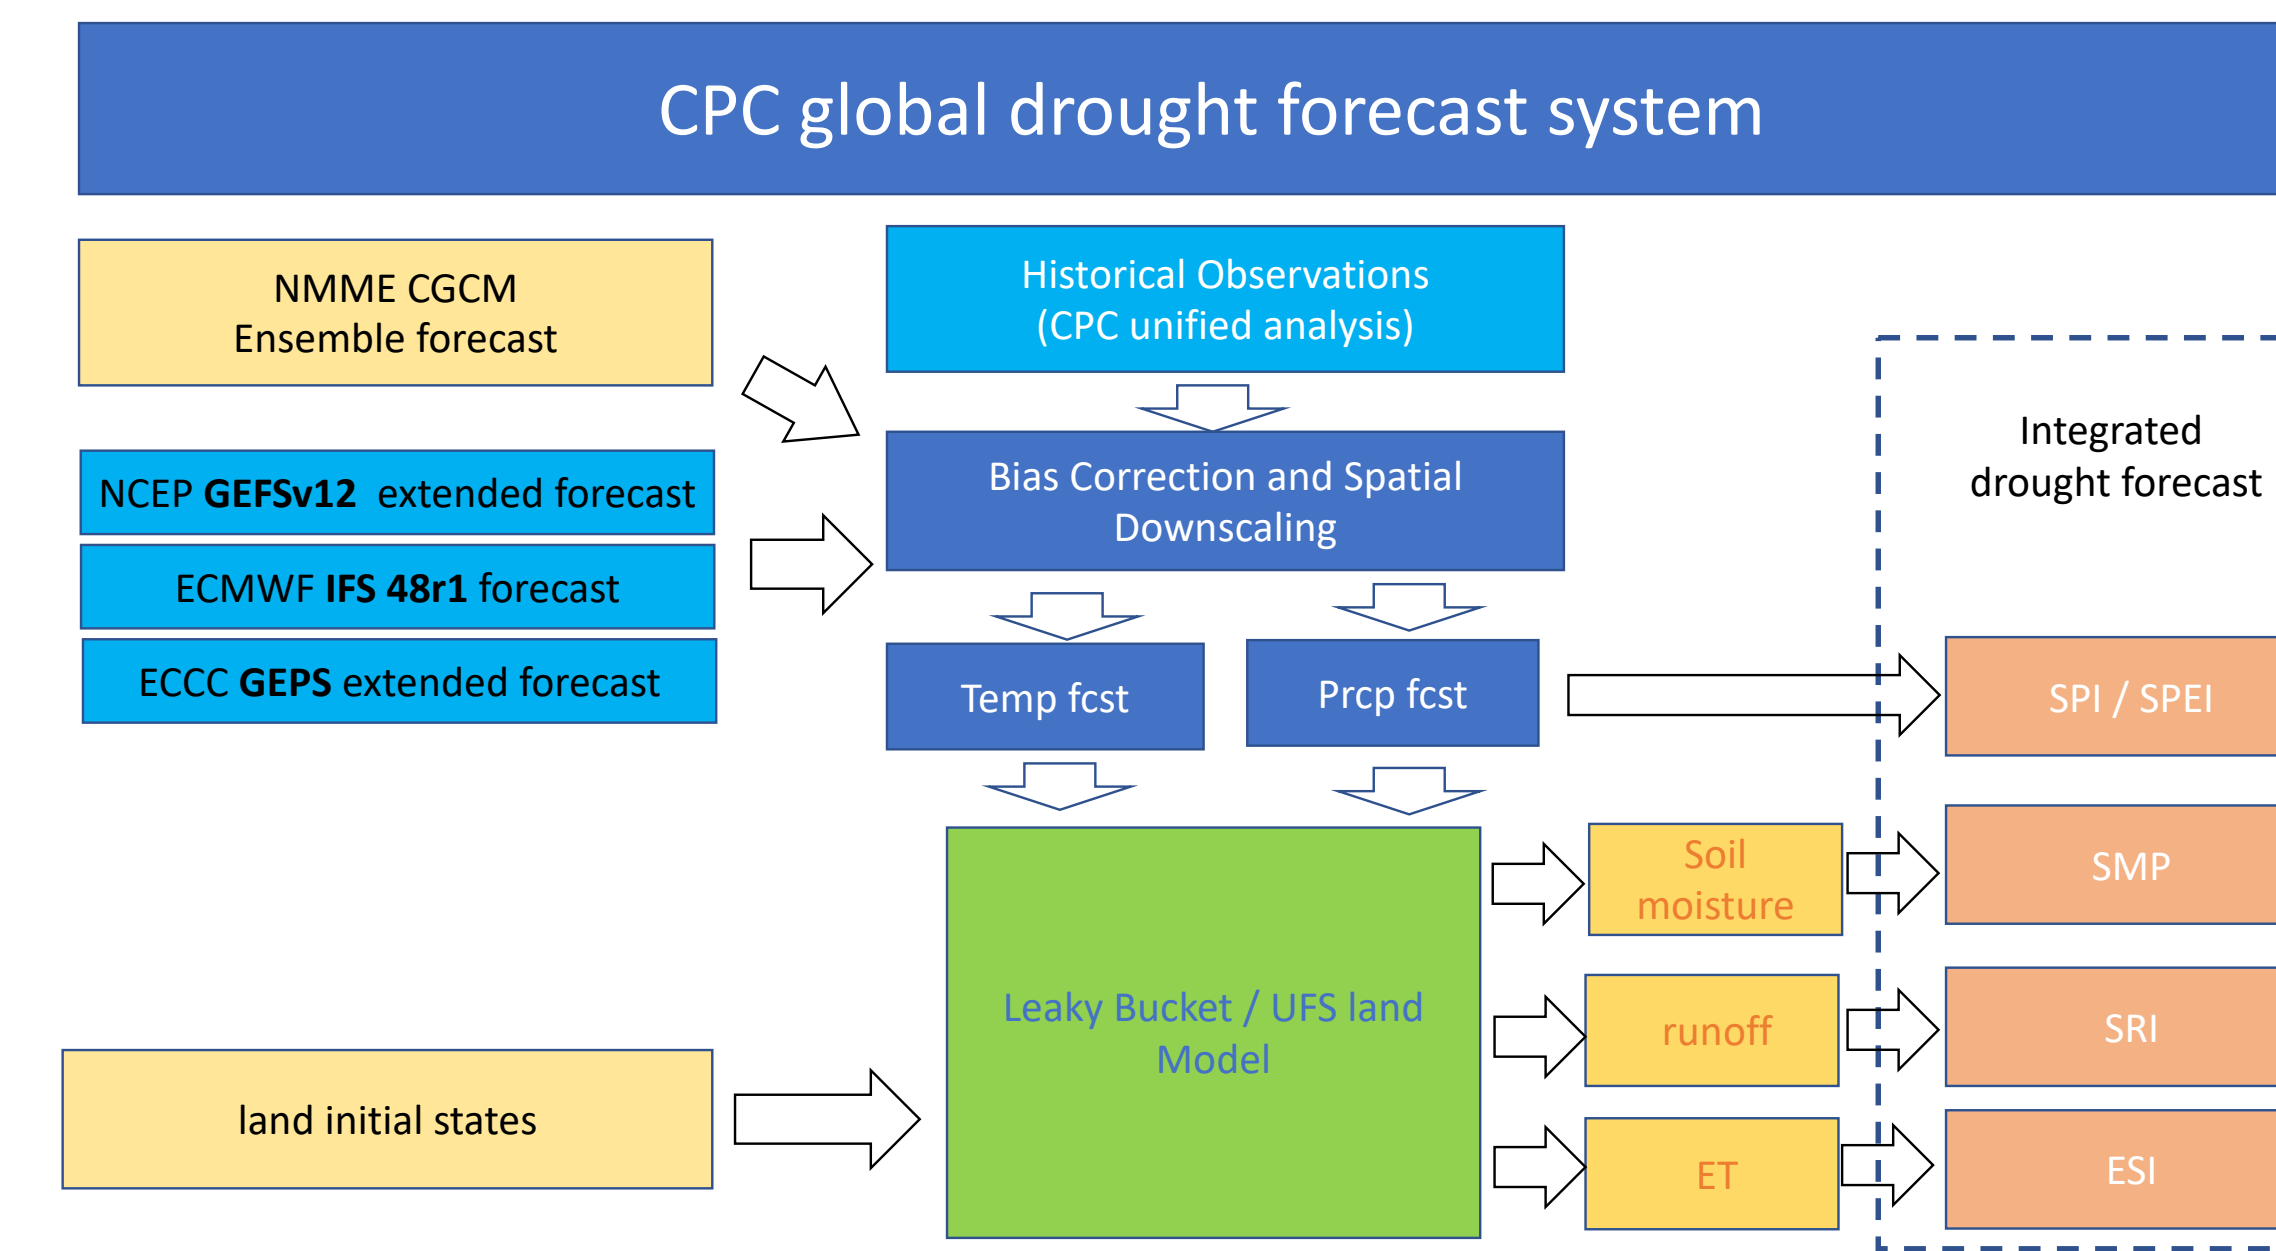 CPC global drought forecast system
NMME CGCM
Ensemble forecast
Historical Observations
(CPC unified analysis)
NCEP GEFSv12  extended forecast
ECMWF IFS 48r1 forecast
ECCC GEPS extended forecast
Bias Correction and Spatial
Downscaling
Integrated
drought forecast
Temp fcst
Prcp fcst
SPI / SPEI
Leaky Bucket / UFS land
Model
Soil
moisture
SMP
runoff
SRI
land initial states
ET
ESI